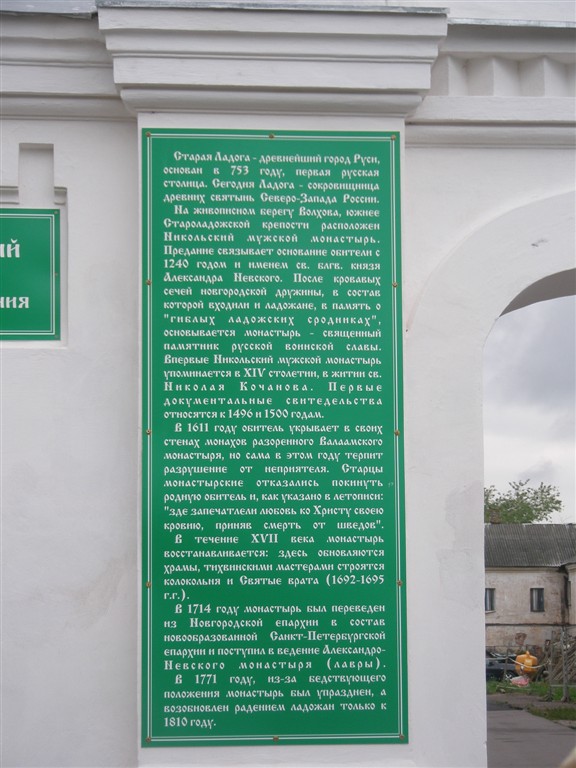 ий
ния
Старая Ладога - древнейший город Руси,
основан в 753 году, первая русская
столица. Сегодня Ладога - сокровищница
древних святынь Северо-Запада России.
На живописном берегу Волхова, южнее
Староладожской крепости расположен
Никольский мужской монастырь.
Предание связывает основание обители с
1240 годом и именем св. блгв. князя
Александра Невского. После кровавых
сечей новгородской дружины, в состав
которой входили и ладожане, в память о
"гиблых ладожских сродниках",
основывается монастырь - священный
памятник русской воинской славы.
Впервые Никольский мужской монастырь
упоминается в XIV столетии, в житии св.
Николая Кочанова. Первые
документальные свитедельства
относятся к 1496 и 1500 годам.
В 1611 году обитель укрывает в своих
стенах монахов разоренного Валаамского
монастыря, но сама в этом году терпит
разрушение от неприятеля. Старцы
монастырские отказались покинуть
родную обитель и, как указано в летописи:
"зде запечатлели любовь ко Христу своею
кровию, приняв смерть от шведов".
В течение XVII века монастырь
восстанавливается: здесь обновляются
храмы, тихвинскими мастерами строятся
колокольня и Святые врата (1692-1695
г.г.).
В 1714 году монастырь был переведен
из Новгородской епархии в состав
новообразованной Санкт-Петербургской
епархии и поступил в ведение Александро-
Невского монастыря (лавры).
В 1771 году, из-за бедствующего
положения монастырь был упразднен, а
возобновлен радением ладожан только к
1810 году.